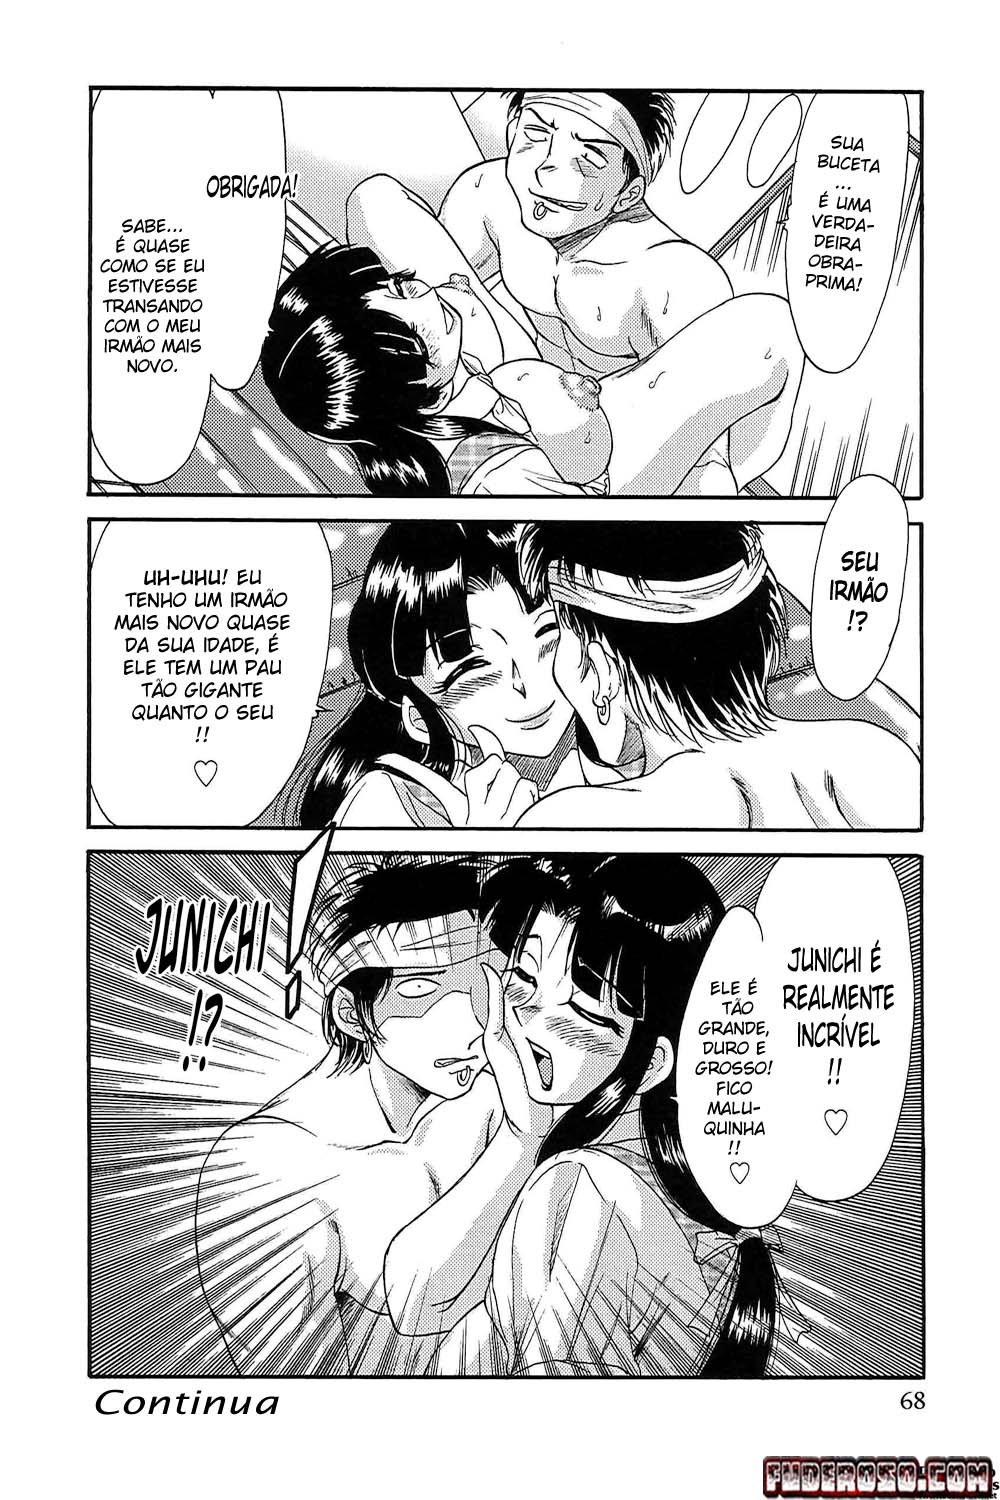 SUA
BUCETA
...
É UMA
VERDA-
DEIRA
OBRA-
PRIMA!
OBRIGADA!
SABE...
É QUASE
COMO SE EU
ESTIVESSE
TRANSANDO
COM O MEU
IRMÃO MAIS
NOVO.
SEU
IRMÃO
!?
UH-UHU! EU
TENHO UM IRMÃO
MAIS NOVO QUASE
DA SUA IDADE, É
ELE TEM UM PAU
TÃO GIGANTE
QUANTO O SEU
!!
♡
JUNICHI É
REALMENTE
INCRÍVEL
!!
♡
ELE É
TÃO
GRANDE,
DURO E
GROSSO!
FICO
MALU-
QUINHA
!!
♡
JUNICHI
!?
Continua
68
FUDEROSO.COM